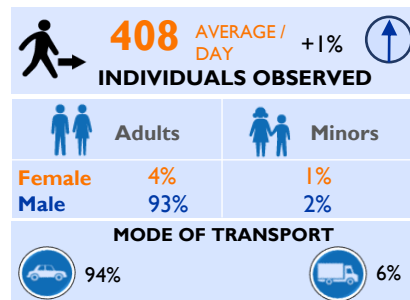 408 AVERAGE / DAY +1%
INDIVIDUALS OBSERVED
Adults Minors
Female 4% 1%
Male 93% 2%
MODE OF TRANSPORT
94% 6%